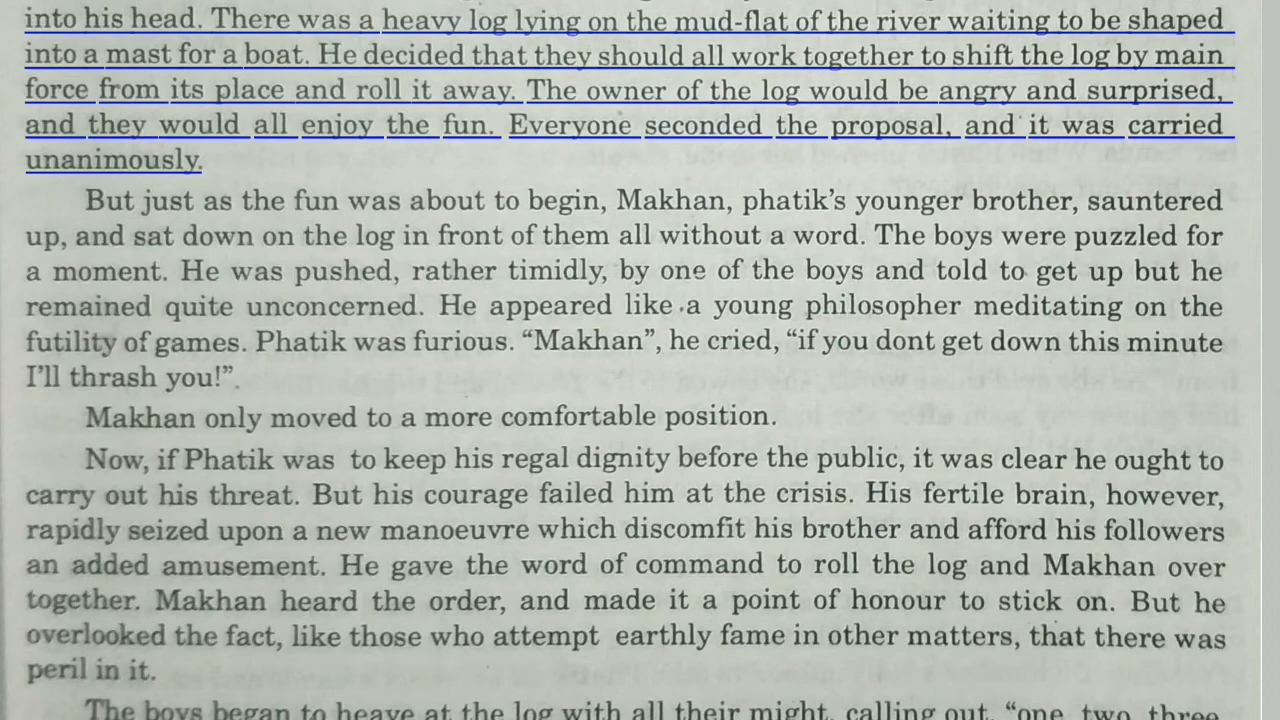 into his head. There was a heavy log lying on the mud-flat of the river waiting to be shaped
into a mast for a boat. He decided that they should all work together to shift the log by main
force from its place and roll it away. The owner of the log would be angry and surprised,
and they would all enjoy the fun. Everyone seconded the proposal, and it was carried
unanimously.
But just as the fun was about to begin, Makhan, phatik's younger brother, sauntered
up, and sat down on the log in front of them all without a word. The boys were puzzled for
a moment. He was pushed, rather timidly, by one of the boys and told to get up but he
remained quite unconcerned. He appeared like a young philosopher meditating on the
futility of games. Phatik was furious. “Makhan”, he cried, “if you dont get down this minute
I'll thrash you!”.
Makhan only moved to a more comfortable position.
Now, if Phatik was to keep his regal dignity before the public, it was clear he ought to
carry out his threat. But his courage failed him at the crisis. His fertile brain, however,
rapidly seized upon a new manoeuvre which discomfit his brother and afford his followers
an added amusement. He gave the word of command to roll the log and Makhan over
together. Makhan heard the order, and made it a point of honour to stick on. But he
overlooked the fact, like those who attempt earthly fame in other matters, that there was
peril in it.
The boys began to heave at the log with all their might, calling out, “one, two, three,